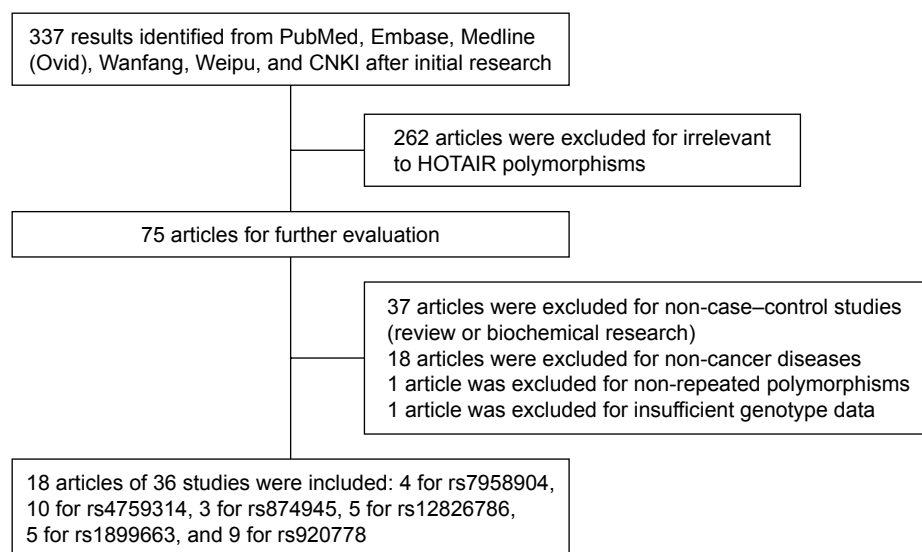 337 results identified from PubMed, Embase, Medline
(Ovid), Wanfang, Weipu, and CNKI after initial research
262 articles were excluded for irrelevant
to HOTAIR polymorphisms
75 articles for further evaluation
37 articles were excluded for non-case–control studies
(review or biochemical research)
18 articles were excluded for non-cancer diseases
1 article was excluded for non-repeated polymorphisms
1 article was excluded for insufficient genotype data
18 articles of 36 studies were included: 4 for rs7958904,
10 for rs4759314, 3 for rs874945, 5 for rs12826786,
5 for rs1899663, and 9 for rs920778